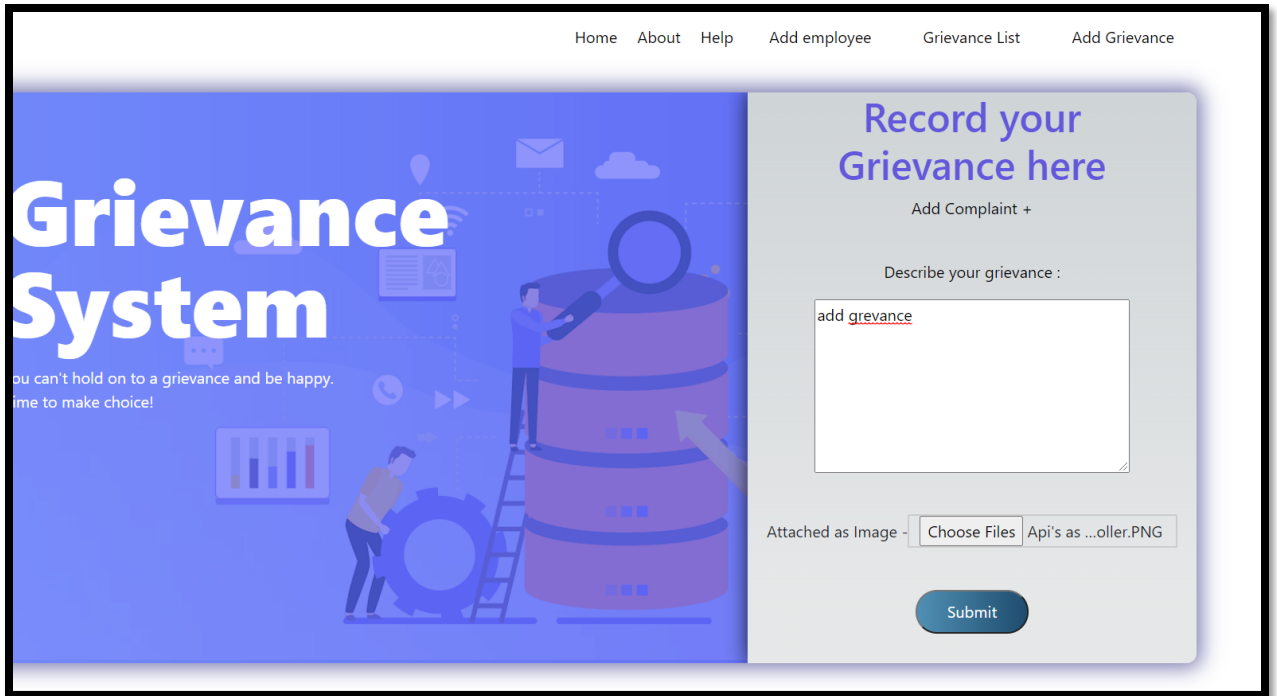 Home About Help Add employee Grievance List Add Grievance
Grievance
System
ou can't hold on to a grievance and be happy.
ime to make choice!
Record your
Grievance here
Add Complaint +
Describe your grievance :
add grevance
Attached as Image - Choose Files Api's as ...oller.PNG
Submit